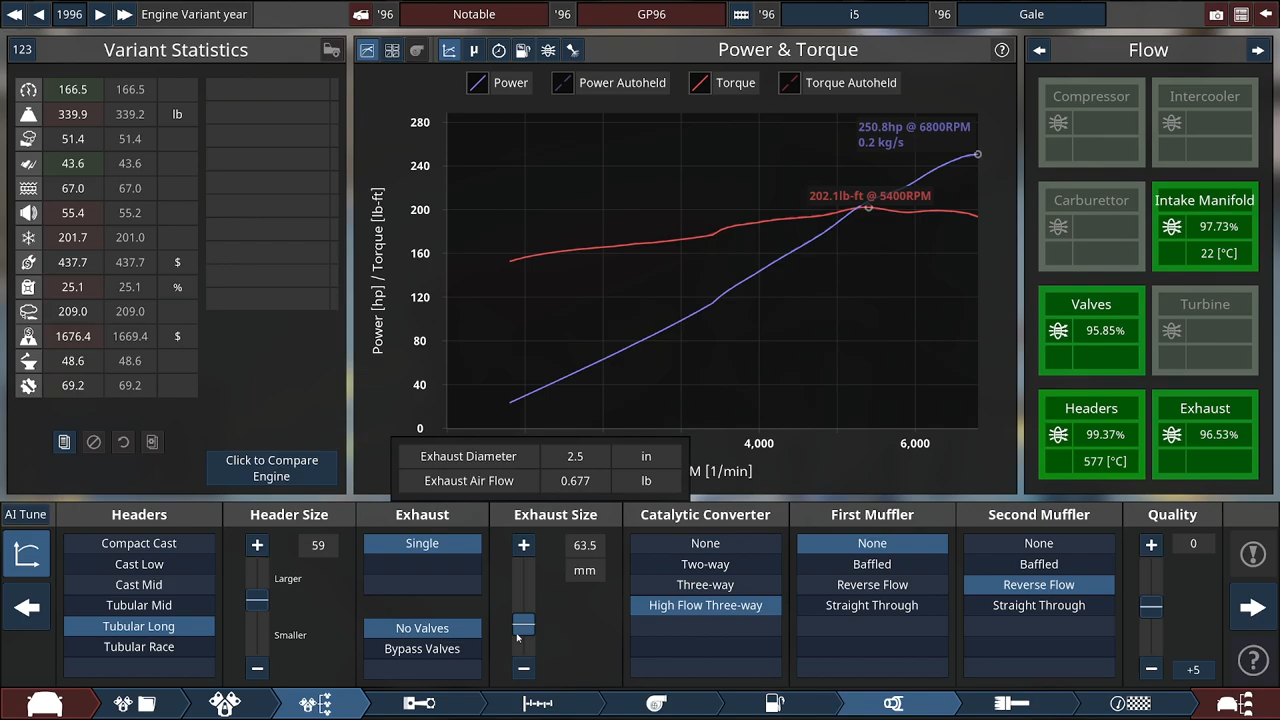 1996 Engine Variant year '96 Notable '96 GP96 '96 i5 '96 Gale
123 Variant Statistics
166.5 166.5
339.9 339.2 lb
51.4 51.4
43.6 43.6
67.0 67.0
55.4 55.2
201.7 201.0
437.7 437.7 $
25.1 25.1 %
209.0 209.0
1676.4 1669.4 $
48.6 48.6
69.2 69.2
Click to Compare
Engine
μ Power & Torque ?
Power Power Autoheld Torque Torque Autoheld
Power [hp] / Torque [lb-ft]
280
240
200
160
120
80
40
0
250.8hp @ 6800RPM
0.2 kg/s
202.1lb-ft @ 5400RPM
4,000 6,000
M [1/min]
Exhaust Diameter 2.5 in
Exhaust Air Flow 0.677 lb
Flow
Compressor Intercooler
Carburettor Intake Manifold
97.73%
22 [°C]
Valves Turbine
95.85%
Headers Exhaust
99.37% 96.53%
577 [°C]
AI Tune
Headers
Compact Cast
Cast Low
Cast Mid
Tubular Mid
Tubular Long
Tubular Race
Header Size
+ 59
Larger
Smaller
-
Exhaust
Single
No Valves
Bypass Valves
Exhaust Size
+ 63.5
mm
-
Catalytic Converter
None
Two-way
Three-way
High Flow Three-way
First Muffler
None
Baffled
Reverse Flow
Straight Through
Second Muffler
None
Baffled
Reverse Flow
Straight Through
Quality
+ 0
- +5
!
?